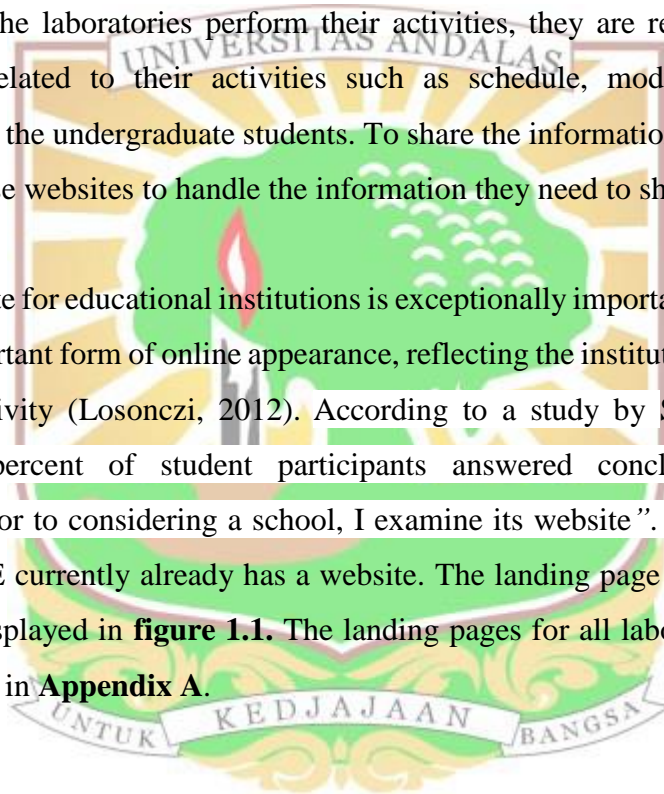 he laboratories perform their activities, they are re
UNIVERSITAS ANDALAS
elated to their activities such as schedule, mod
the undergraduate students. To share the informatio
se websites to handle the information they need to sh
te for educational institutions is exceptionally importa
rtant form of online appearance, reflecting the institut
ivity (Losonczi, 2012). According to a study by S
percent of student participants answered concl
or to considering a school, I examine its website”.
E currently already has a website. The landing page
splayed in figure 1.1. The landing pages for all labo
in Appendix A.
UNTUK KEDJAJAAN BANGSA